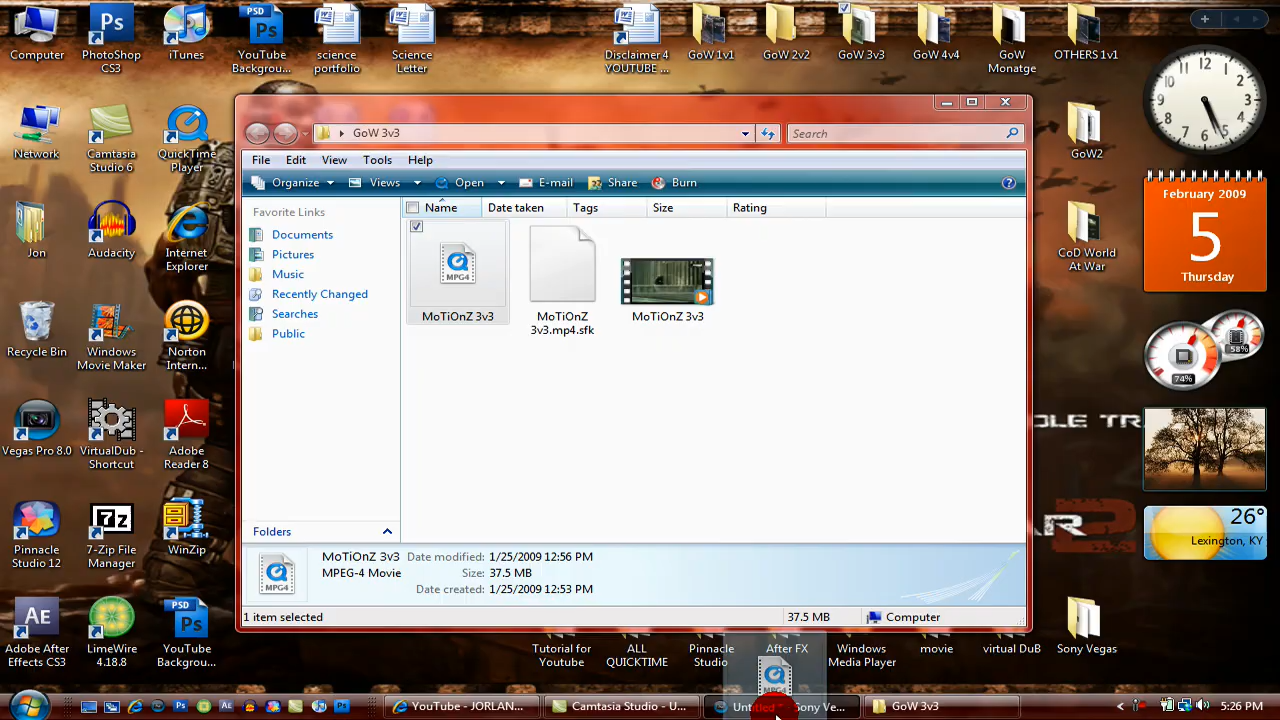 Computer
PhotoShop
CS3
iTunes
PSD
YouTube
Backgrou...
science
portfolio
Science
Letter
Disclaimer4
YOUTUBE ...
GoW 1v1
GoW 2v2
GoW 3v3
GoW 4v4
GoW
Monatge
OTHERS 1v1
Network
Camtasia
Studio 6
QuickTime
Player
Jon
Audacity
Internet
Explorer
Recycle Bin
Windows
Movie Maker
Norton
Intern...
Vegas Pro 8.0
VirtualDub -
Shortcut
Adobe
Reader 8
Pinnacle
Studio 12
7-Zip File
Manager
WinZip
Adobe After
Effects CS3
LimeWire
4.18.8
PSD
YouTube
Backgrou...
GoW 3v3
Search
File Edit View Tools Help
Organize Views Open E-mail Share Burn
Favorite Links
Documents
Pictures
Music
Recently Changed
Searches
Public
Folders
Name Date taken Tags Size Rating
MPEG4
MoTiOnZ 3v3
MoTiOnZ
3v3.mp4.sfk
MoTiOnZ 3v3
MoTiOnZ 3v3 Date modified: 1/25/2009 12:56 PM
MPEG-4 Movie Size: 37.5 MB
Date created: 1/25/2009 12:53 PM
1 item selected 37.5 MB Computer
GoW2
CoD World
At War
February 2009
5
Thursday
58%
74%
26°
Lexington, KY
Tutorial for
Youtube
ALL
QUICKTIME
Pinnacle
Studio
After FX
Windows
Media Player
movie
virtual DuB
Sony Vegas
YouTube - JORLAN...
Camtasia Studio - U...
GoW 3v3
5:26 PM